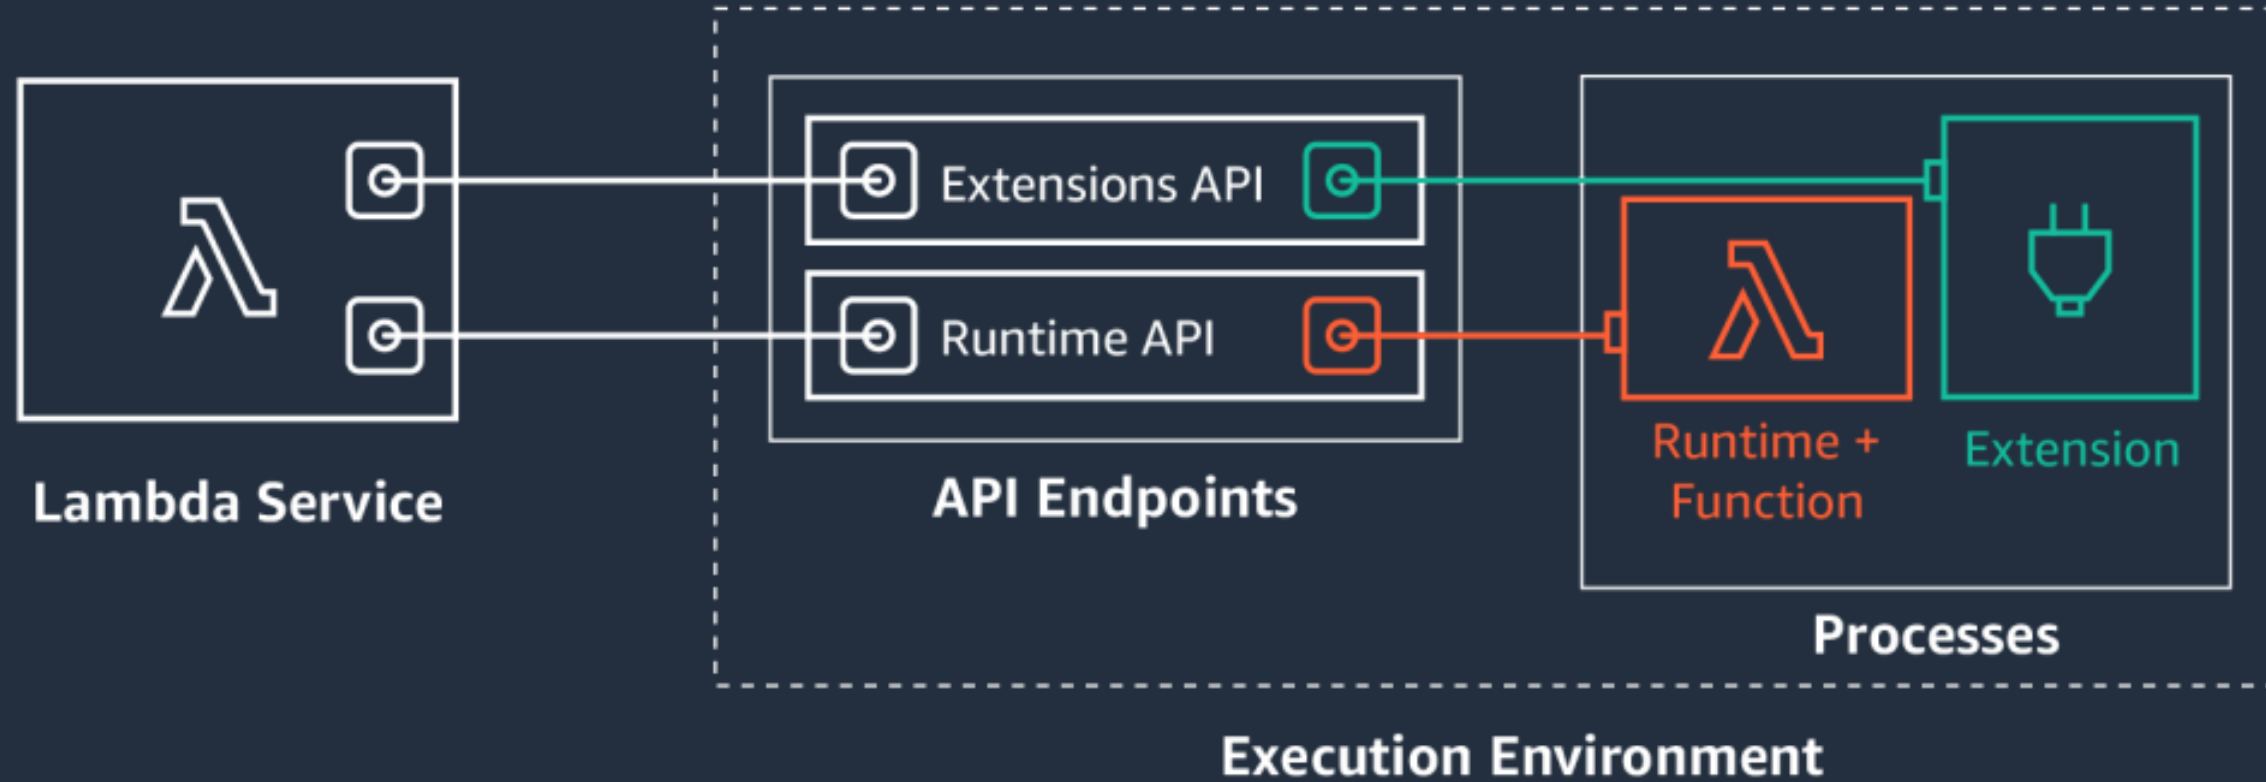 Extensions API
Runtime API
Runtime +
Function
Extension
Lambda Service
API Endpoints
Processes
Execution Environment